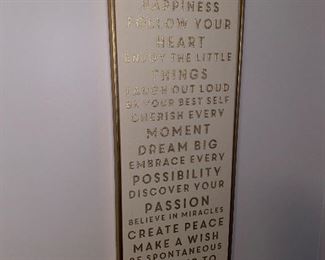 HAPPINESS
FOLLOW YOUR
HEART
ENJOY THE LITTLE
THINGS
LAUGH OUT LOUD
BE YOUR BEST SELF
CHERISH EVERY
MOMENT
DREAM BIG
EMBRACE EVERY
POSSIBILITY
DISCOVER YOUR
PASSION
BELIEVE IN MIRACLES
CREATE PEACE
MAKE A WISH
BE SPONTANEOUS
TO